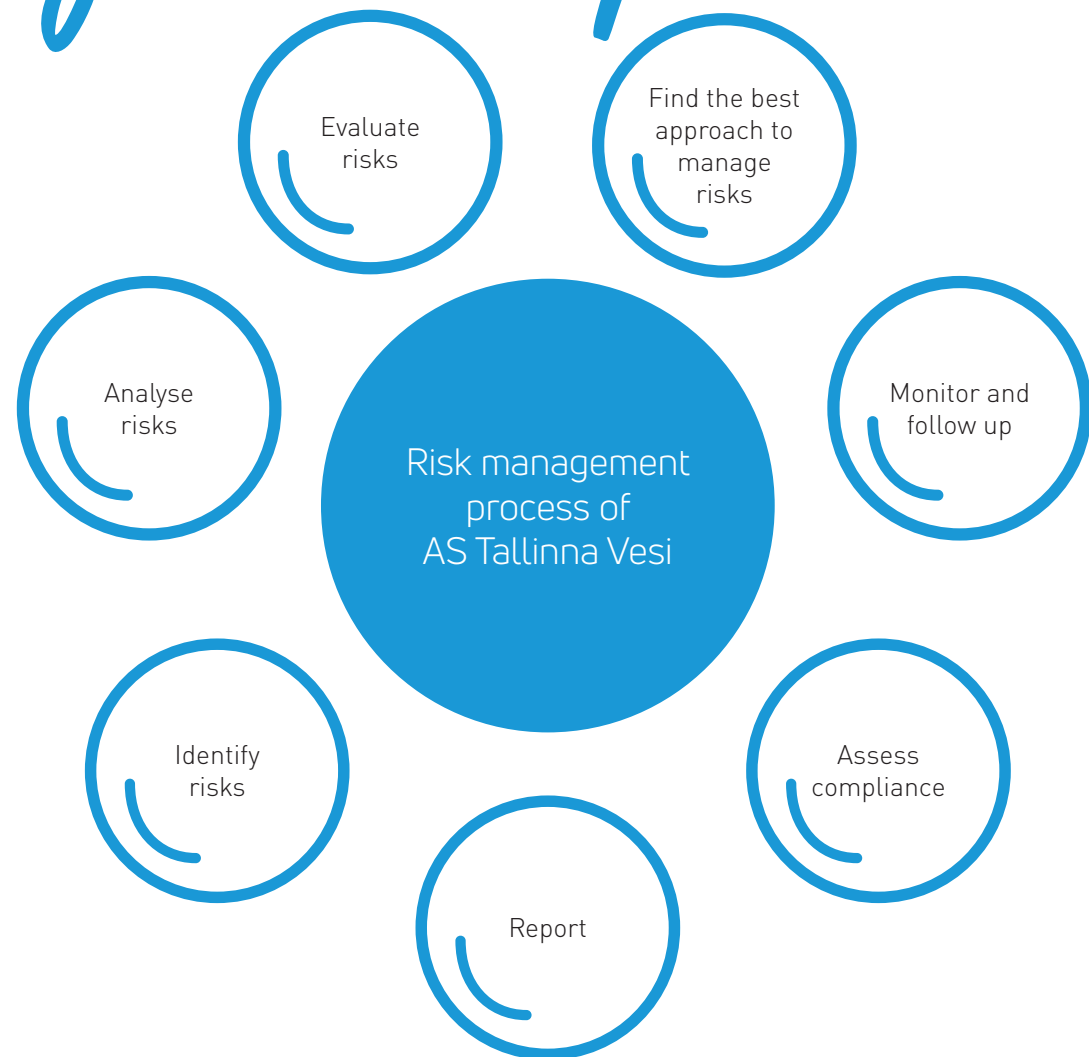 Evaluate
risks
Find the best
approach to
manage
risks
Analyse
risks
Monitor and
follow up
Risk management
process of
AS Tallinna Vesi
Identify
risks
Assess
compliance
Report